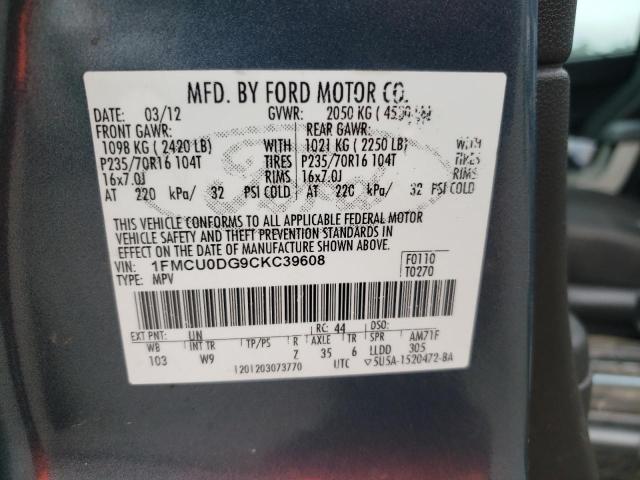 MFD. BY FORD MOTOR CO.
DATE: 03/12 GVWR: 2050 KG (
FRONT GAWR: REAR GAWR:
1098 KG ( 2420 LB) WITH 1021 KG ( 2250 LB) WITH
P235/70R16 104T TIRES P235/70R16 104T TIRES
16x7.0J RIMS 16x7.0J RIMS
AT 220 kPa/ 32 PSI COLD AT 220 kPa/ 32 PSI COLD
THIS VEHICLE CONFORMS TO ALL APPLICABLE FEDERAL MOTOR
VEHICLE SAFETY AND THEFT PREVENTION STANDARDS IN
EFFECT ON THE DATE OF MANUFACTURE SHOWN ABOVE.
VIN: 1FMCU0DG9CKC39608 F0110
TYPE: MPV T0270
EXT PNT: UN RC: 44 DSO:
WB INT TR TP/PS R AXLE TR SPR AM71F
103 W9 Z 35 6 LLDD 305
1201203073770 UTC 5U5A-1520472-BA
Ford